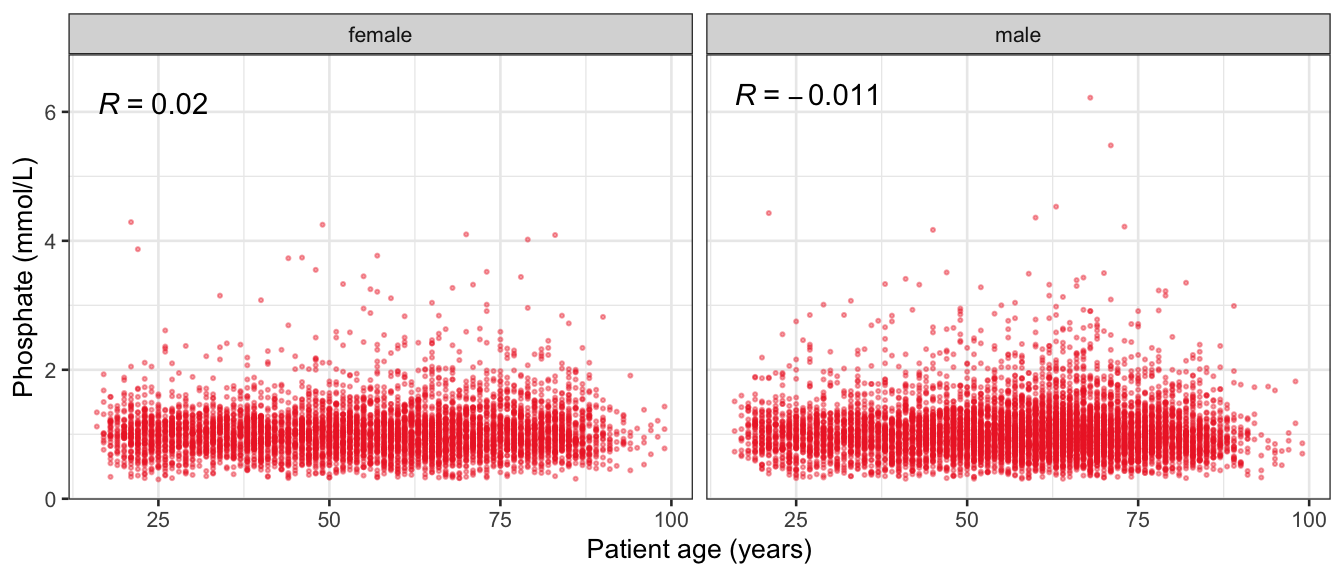 female
male
R = 0.02
R = −0.011
Phosphate (mmol/L)
6
4
2
0
25
50
75
100
25
50
75
100
Patient age (years)